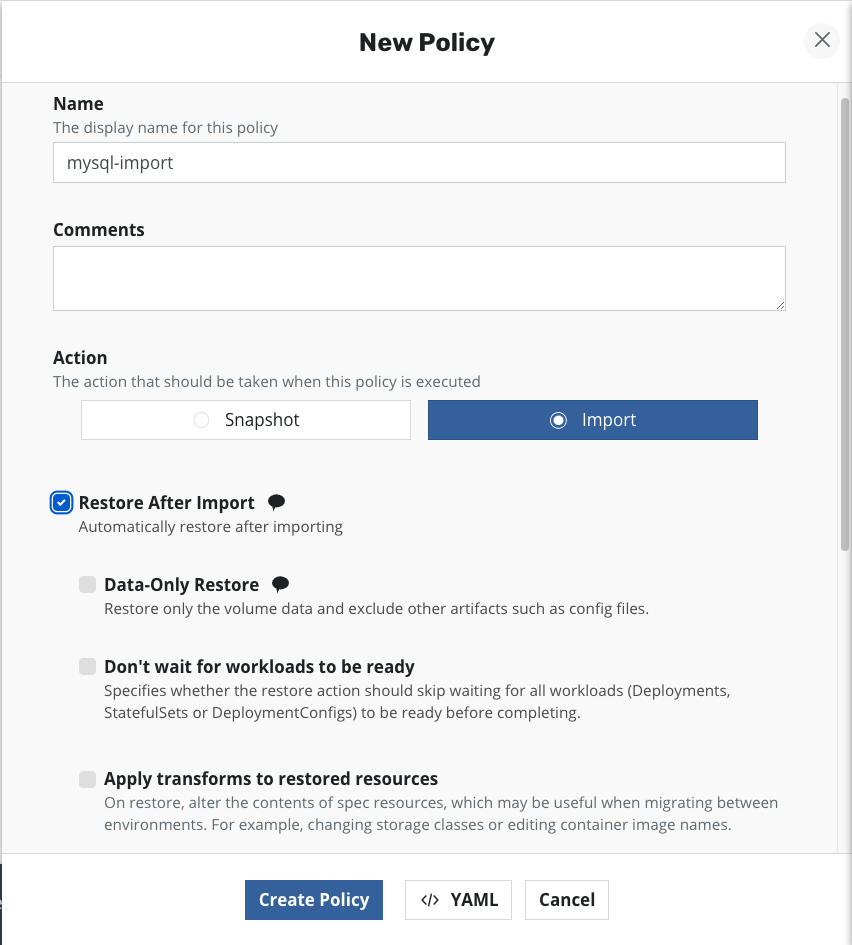 New Policy
Name
The display name for this policy
mysql-import
Comments
Action
The action that should be taken when this policy is executed
Snapshot
Import
Restore After Import
Automatically restore after importing
Data-Only Restore
Restore only the volume data and exclude other artifacts such as config files.
Don't wait for workloads to be ready
Specifies whether the restore action should skip waiting for all workloads (Deployments,
StatefulSets or DeploymentConfigs) to be ready before completing.
Apply transforms to restored resources
On restore, alter the contents of spec resources, which may be useful when migrating between
environments. For example, changing storage classes or editing container image names.
Create Policy
</> YAML
Cancel